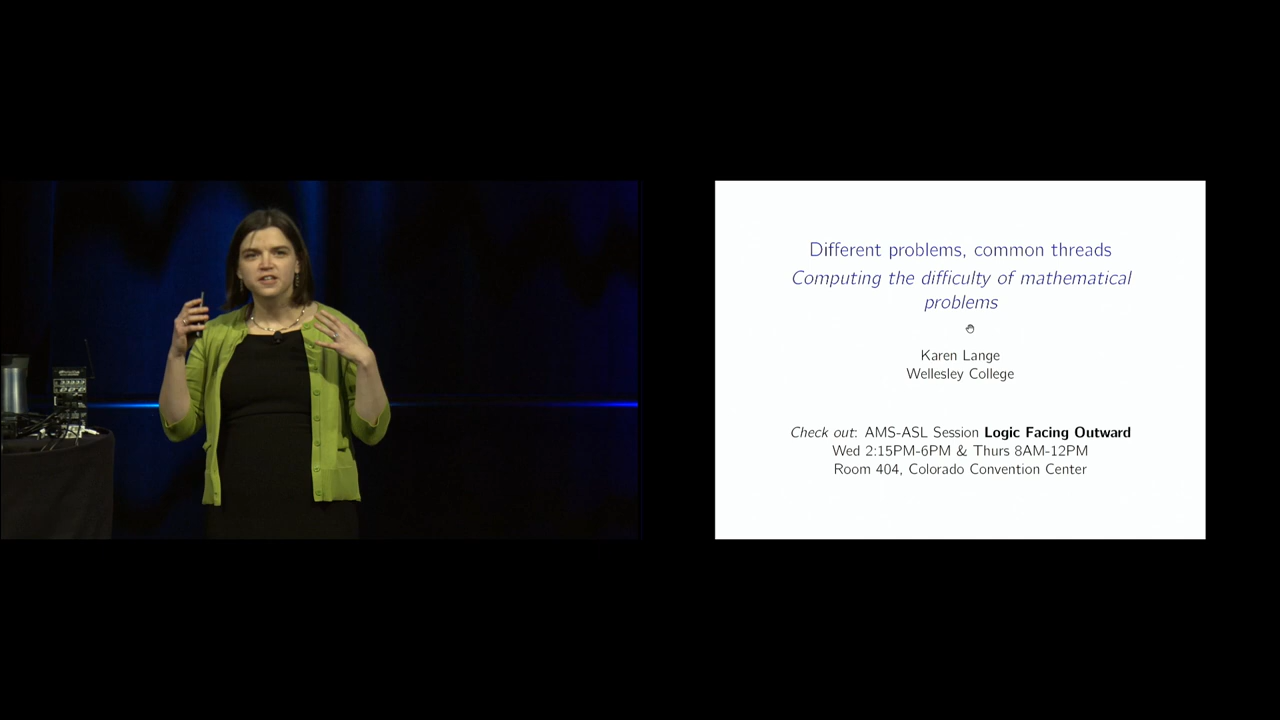 Different problems, common threads
Computing the difficulty of mathematical
problems
Karen Lange
Wellesley College
Check out: AMS-ASL Session Logic Facing Outward
Wed 2:15PM-6PM & Thurs 8AM-12PM
Room 404, Colorado Convention Center